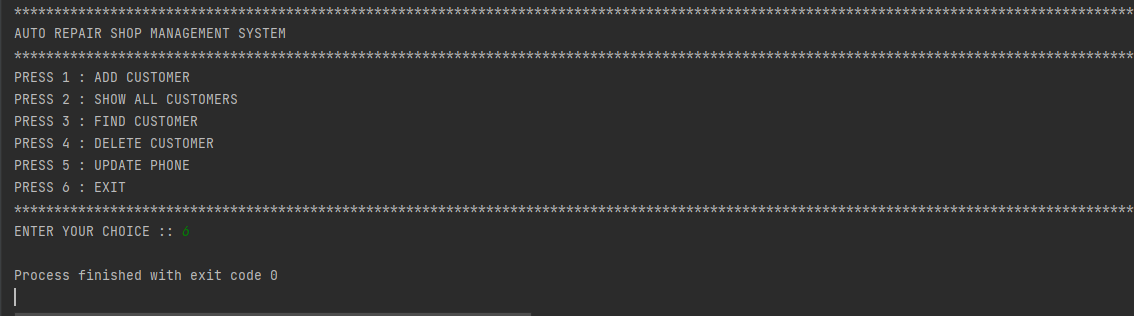 ********************************************************************************************************************************************
AUTO REPAIR SHOP MANAGEMENT SYSTEM
********************************************************************************************************************************************
PRESS 1 : ADD CUSTOMER
PRESS 2 : SHOW ALL CUSTOMERS
PRESS 3 : FIND CUSTOMER
PRESS 4 : DELETE CUSTOMER
PRESS 5 : UPDATE PHONE
PRESS 6 : EXIT
********************************************************************************************************************************************
ENTER YOUR CHOICE :: 6
Process finished with exit code 0